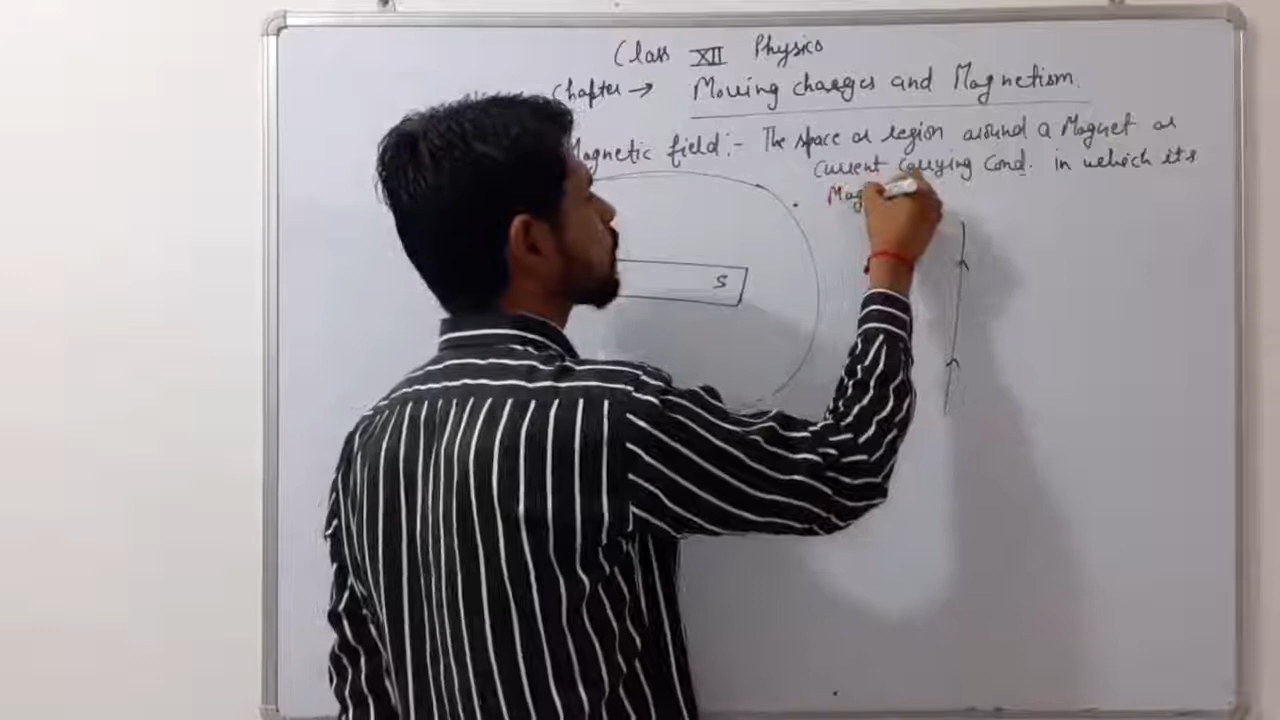 Class XII Physics
Chapter → Moving charges and Magnetism.
Magnetic field :- The space or region around a Magnet or
Current Carrying Cond. in which its
Mag
S